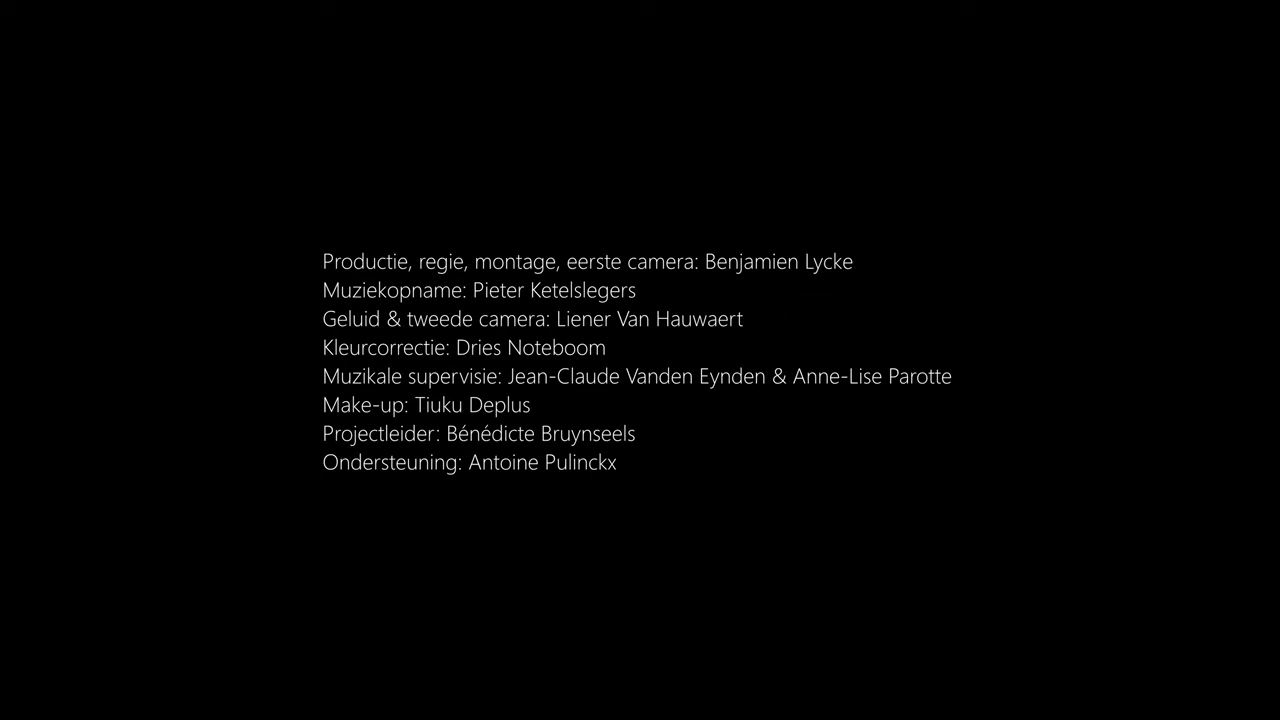 Productie, regie, montage, eerste camera: Benjamien Lycke
Muziekopname: Pieter Ketelslegers
Geluid & tweede camera: Liener Van Hauwaert
Kleurcorrectie: Dries Noteboom
Muzikale supervisie: Jean-Claude Vanden Eynden & Anne-Lise Parotte
Make-up: Tiuku Deplus
Projectleider: Bénédicte Bruynseels
Ondersteuning: Antoine Pulinckx